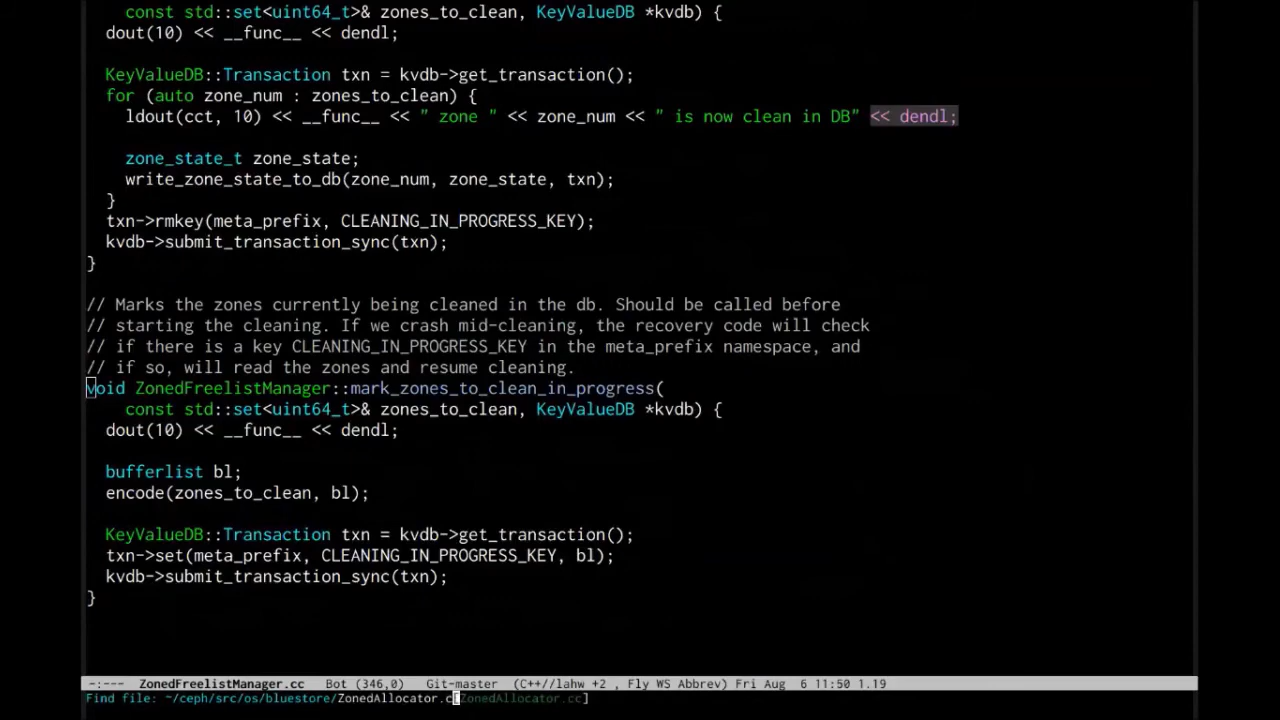 const std::set<uint64_t>& zones_to_clean, KeyValueDB *kvdb) {
dout(10) << __func__ << dendl;
KeyValueDB::Transaction txn = kvdb->get_transaction();
for (auto zone_num : zones_to_clean) {
ldout(cct, 10) << __func__ << " zone " << zone_num << " is now clean in DB" << dendl;
zone_state_t zone_state;
write_zone_state_to_db(zone_num, zone_state, txn);
}
txn->rmkey(meta_prefix, CLEANING_IN_PROGRESS_KEY);
kvdb->submit_transaction_sync(txn);
}
// Marks the zones currently being cleaned in the db. Should be called before
// starting the cleaning. If we crash mid-cleaning, the recovery code will check
// if there is a key CLEANING_IN_PROGRESS_KEY in the meta_prefix namespace, and
// if so, will read the zones and resume cleaning.
void ZonedFreelistManager::mark_zones_to_clean_in_progress(
const std::set<uint64_t>& zones_to_clean, KeyValueDB *kvdb) {
dout(10) << __func__ << dendl;
bufferlist bl;
encode(zones_to_clean, bl);
KeyValueDB::Transaction txn = kvdb->get_transaction();
txn->set(meta_prefix, CLEANING_IN_PROGRESS_KEY, bl);
kvdb->submit_transaction_sync(txn);
}
-:--- ZonedFreelistManager.cc Bot (346,0) Git-master (C++//lahw +2 , Fly WS Abbrev) Fri Aug 6 11:50 1.19
Find file: ~/ceph/src/os/bluestore/ZonedAllocator.c[ZonedAllocator.cc]